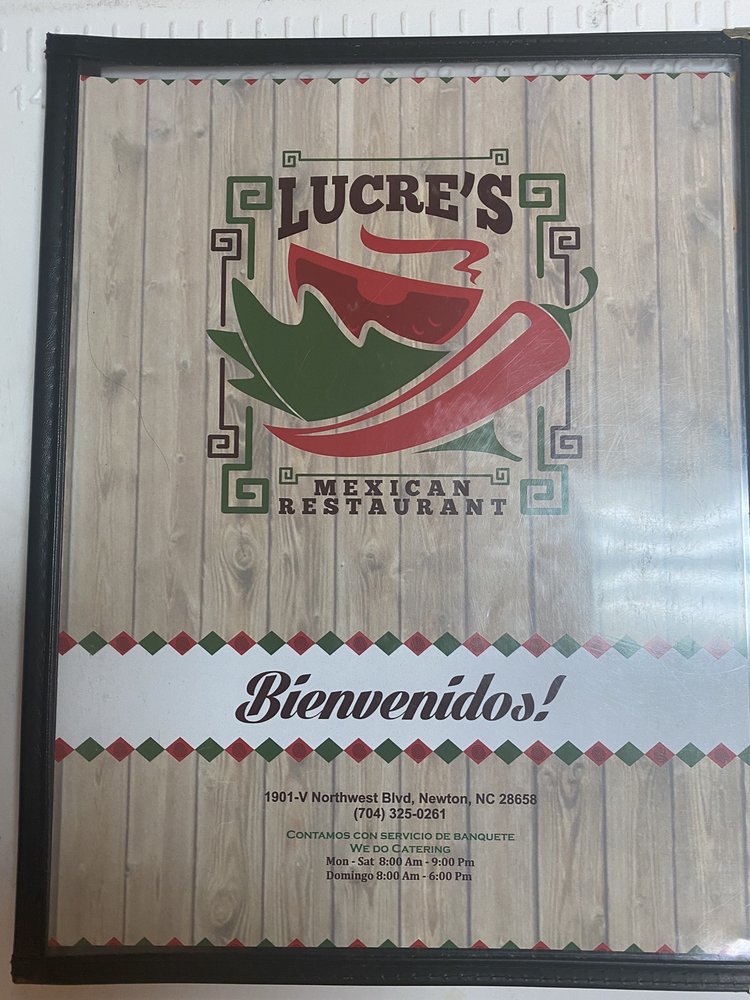 LUCRE'S
MEXICAN
RESTAURANT
Bienvenidos!
1901-V Northwest Blvd, Newton, NC 28658
(704) 325-0261
CONTAMOS CON SERVICIO DE BANQUETE
WE DO CATERING
Mon - Sat 8:00 Am - 9:00 Pm
Domingo 8:00 Am - 6:00 Pm